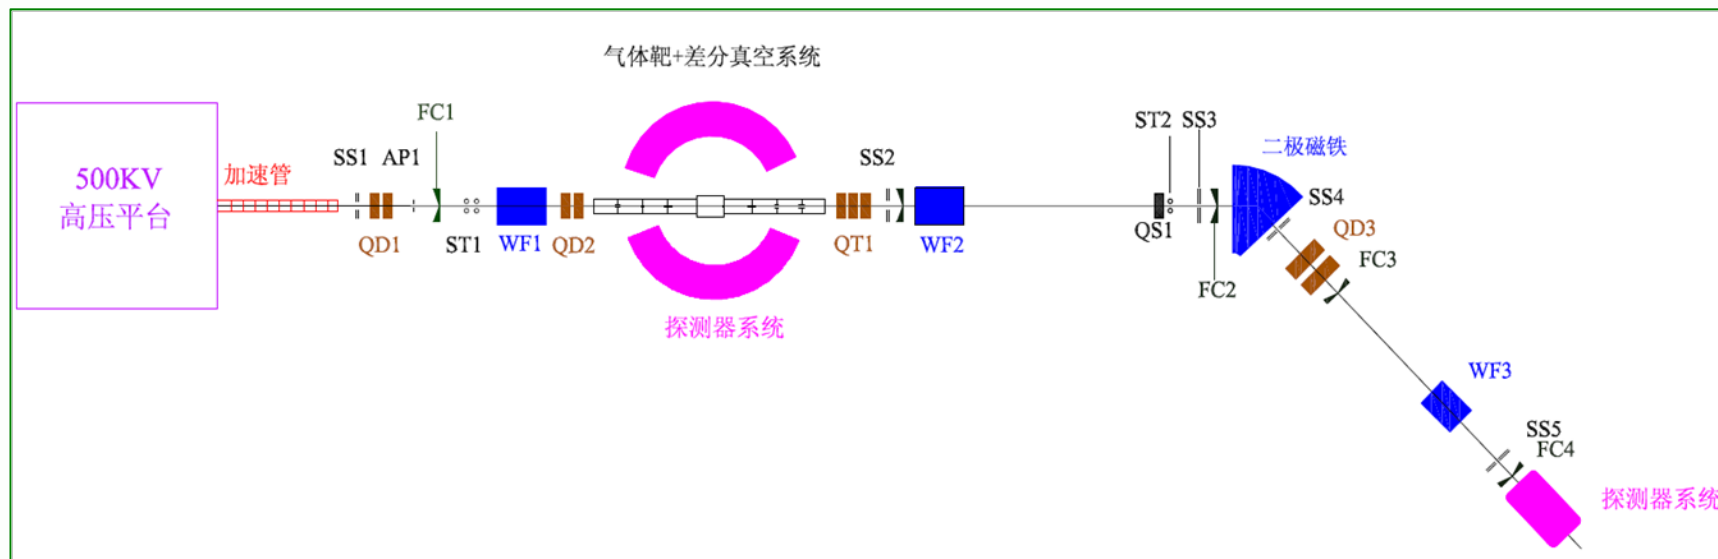 气体靶+差分真空系统
500KV
高压平台
加速管
SS1
AP1
FC1
QD1
ST1
WF1
QD2
探测器系统
QT1
SS2
WF2
ST2
SS3
QS1
FC2
二极磁铁
SS4
QD3
FC3
WF3
SS5
FC4
探测器系统